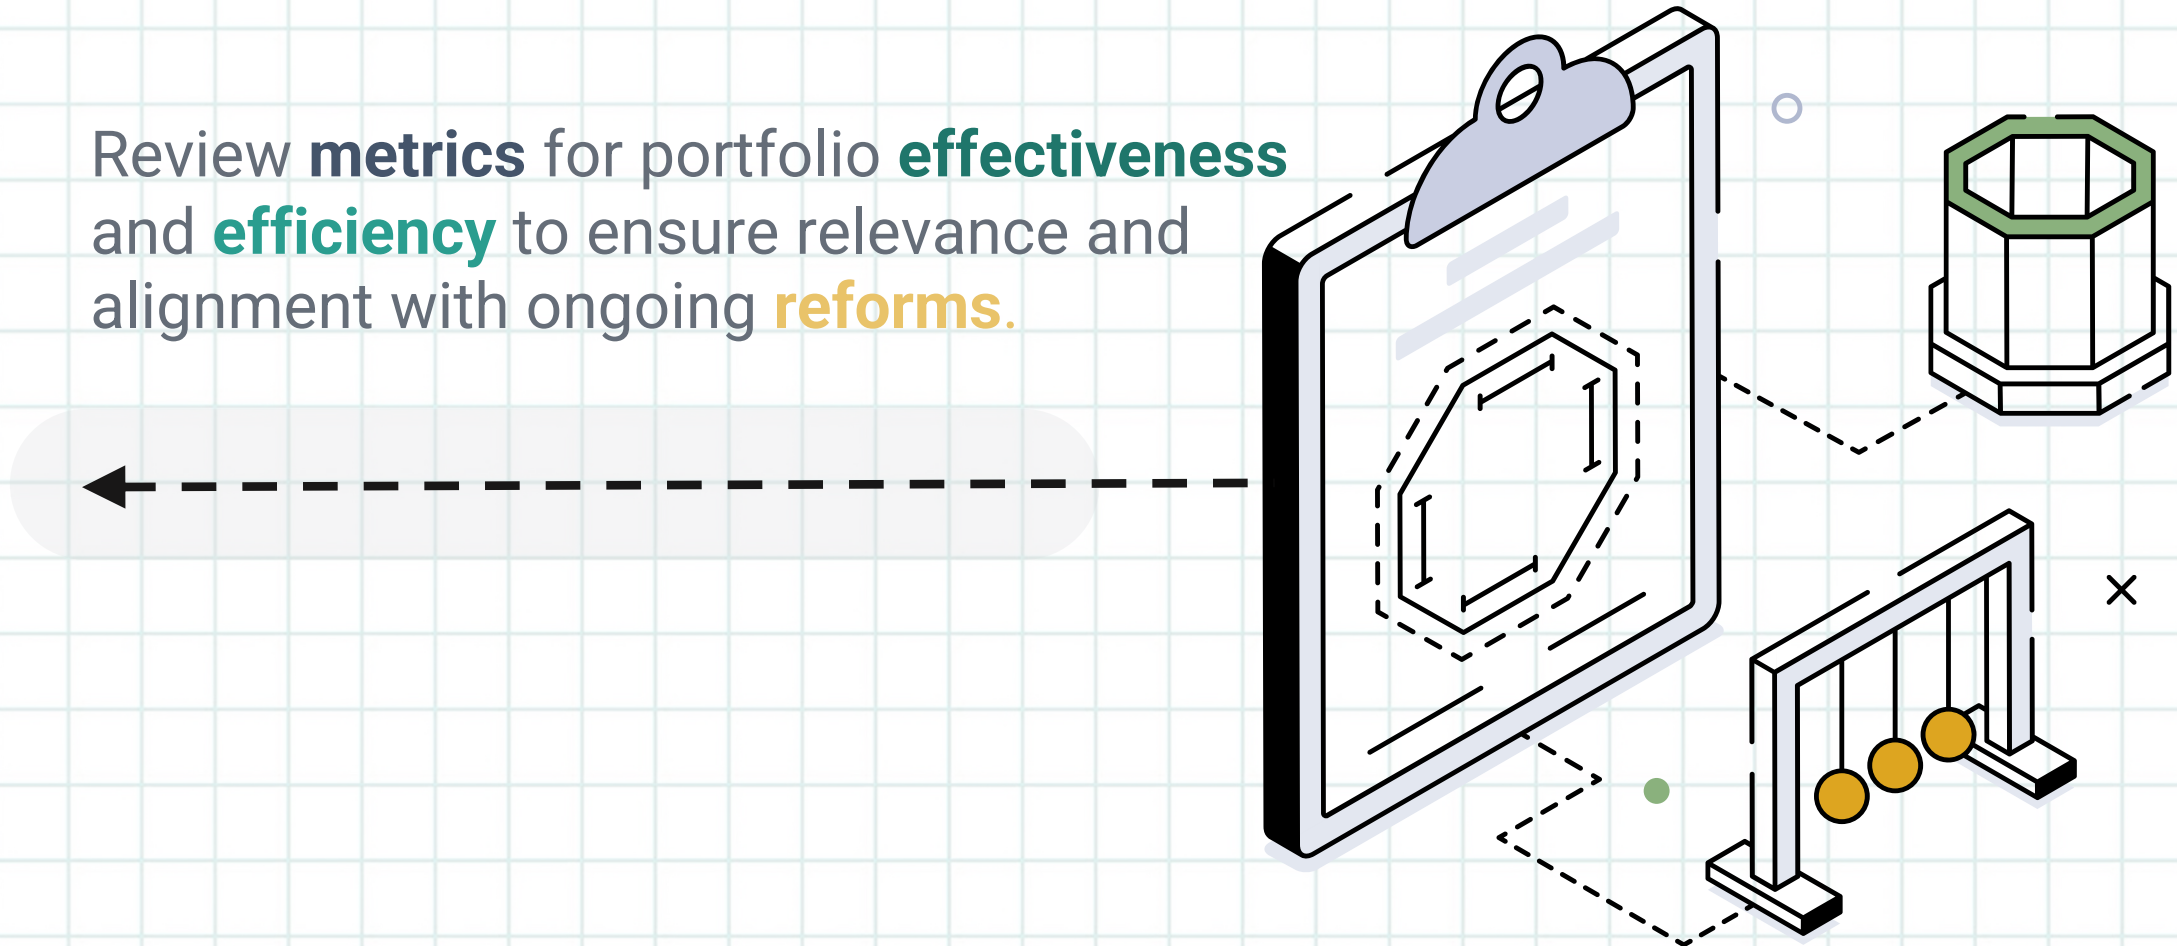 Review metrics for portfolio effectiveness
and efficiency to ensure relevance and
alignment with ongoing reforms.